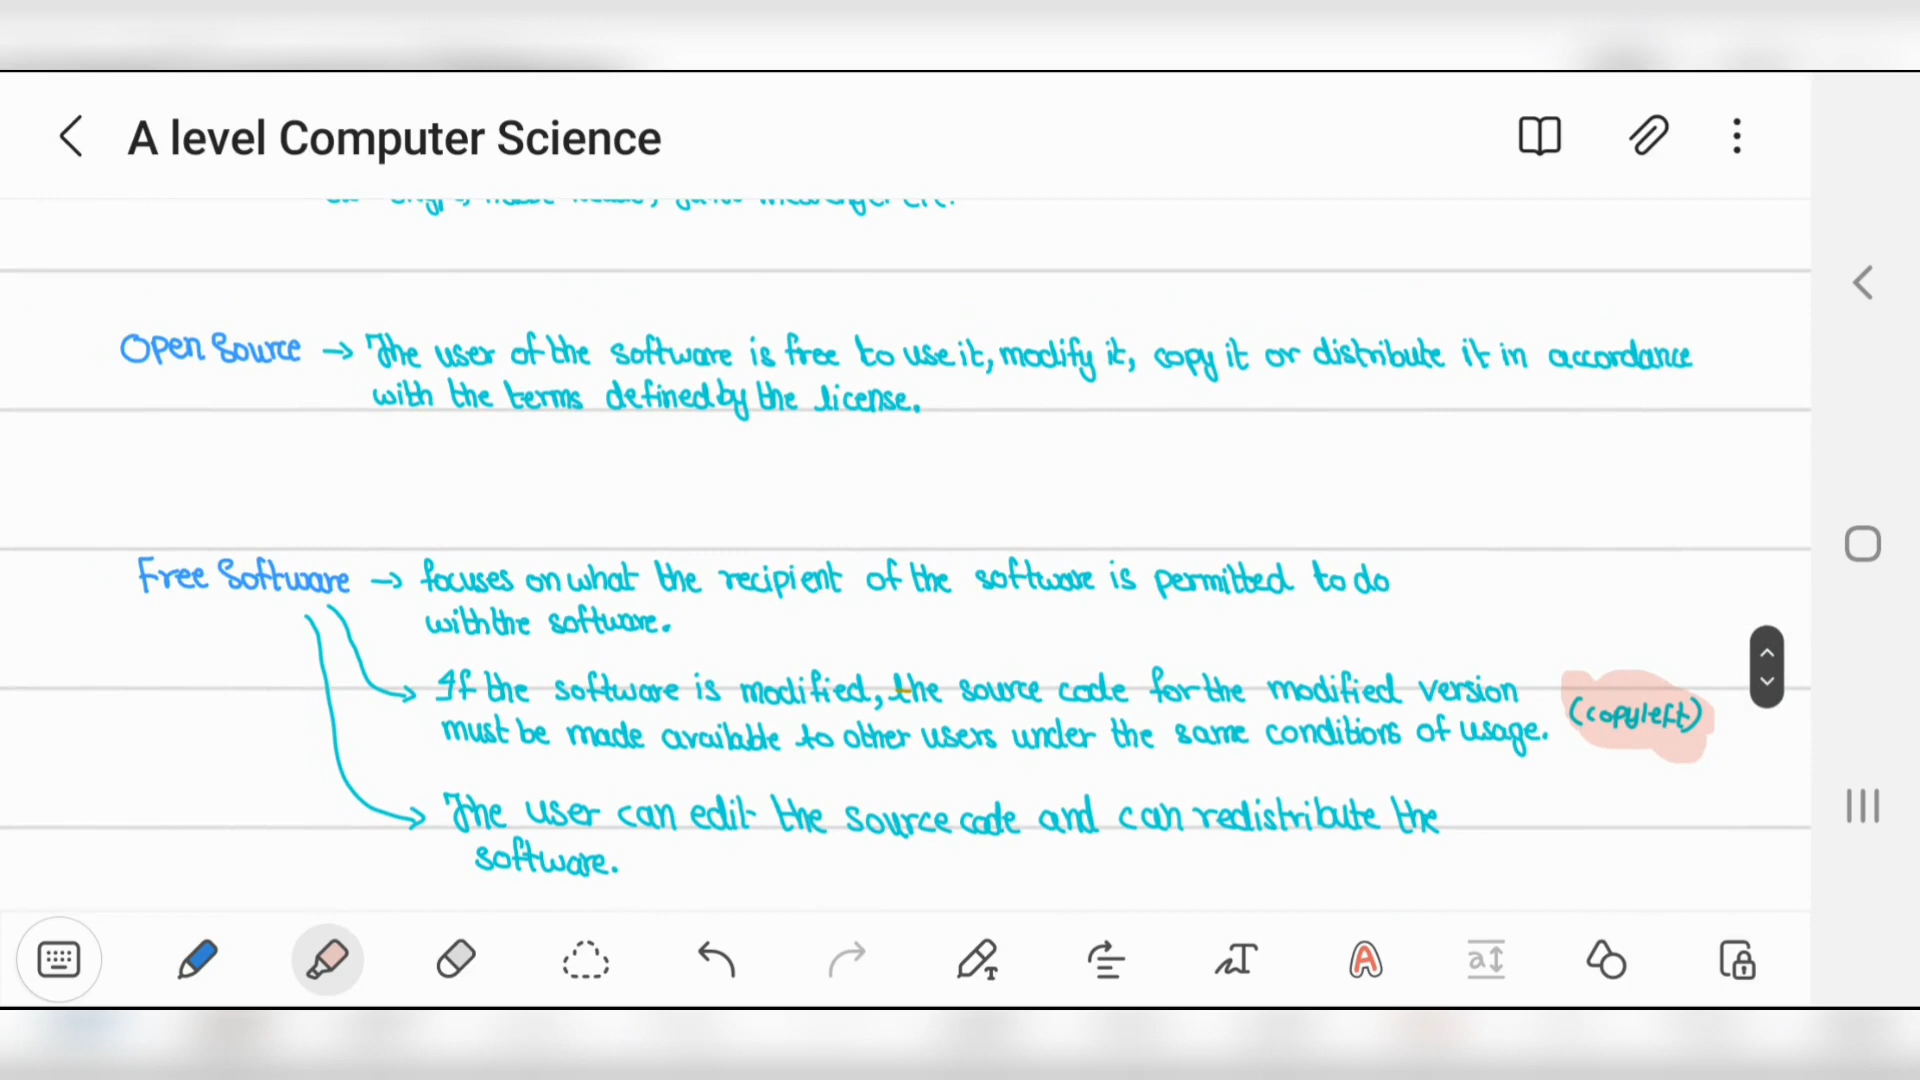 A level Computer Science
Open Source → The user of the software is free to use it, modify it, copy it or distribute it in accordance
with the terms defined by the license.
Free Software → focuses on what the recipient of the software is permitted to do
with the software.
If the software is modified, the source code for the modified version
must be made available to other users under the same conditions of usage. (copyleft)
The user can edit the source code and can redistribute the
software.